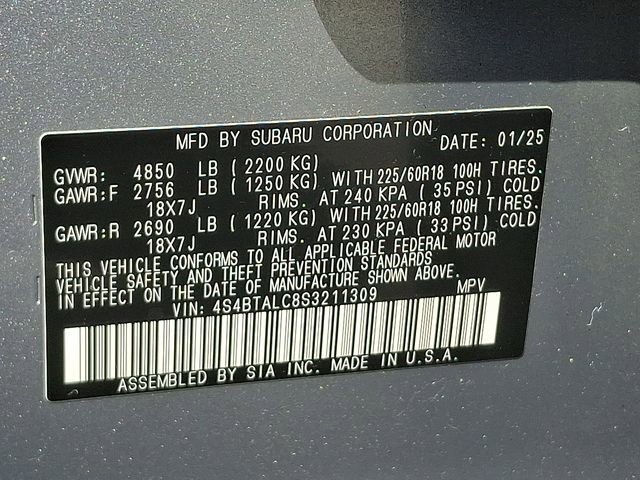 MFD BY SUBARU CORPORATION DATE: 01/25
GVWR: 4850 LB ( 2200 KG)
GAWR:F 2756 LB ( 1250 KG) WITH 225/60R18 100H TIRES.
18X7J RIMS. AT 240 KPA ( 35 PSI) COLD
GAWR:R 2690 LB ( 1220 KG) WITH 225/60R18 100H TIRES.
18X7J RIMS. AT 230 KPA ( 33 PSI) COLD
THIS VEHICLE CONFORMS TO ALL APPLICABLE FEDERAL MOTOR
VEHICLE SAFETY AND THEFT PREVENTION STANDARDS
IN EFFECT ON THE DATE OF MANUFACTURE SHOWN ABOVE.
VIN: 4S4BTALC8S3211309 MPV
ASSEMBLED BY SIA INC. MADE IN U.S.A.